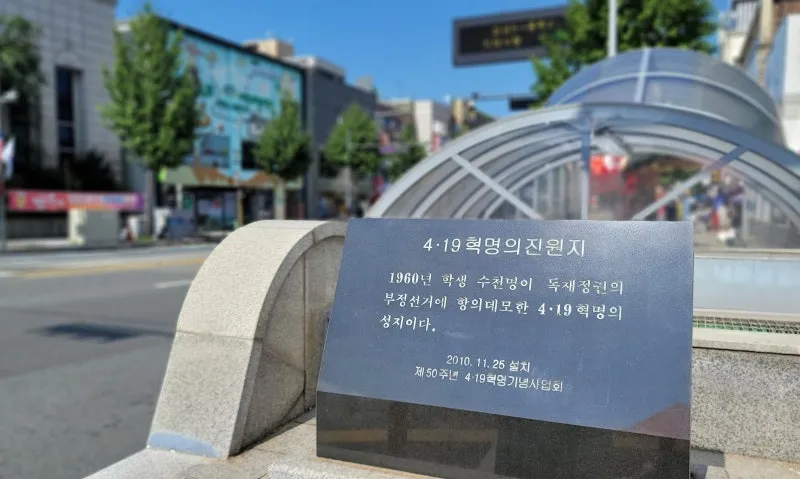 4·19혁명의진원지
1960년 학생 수천명이 독재정권의
부정선거에 항의데모한 4·19혁명의
성지이다.
2010. 11. 25 설치
제50주년 4·19혁명기념사업회